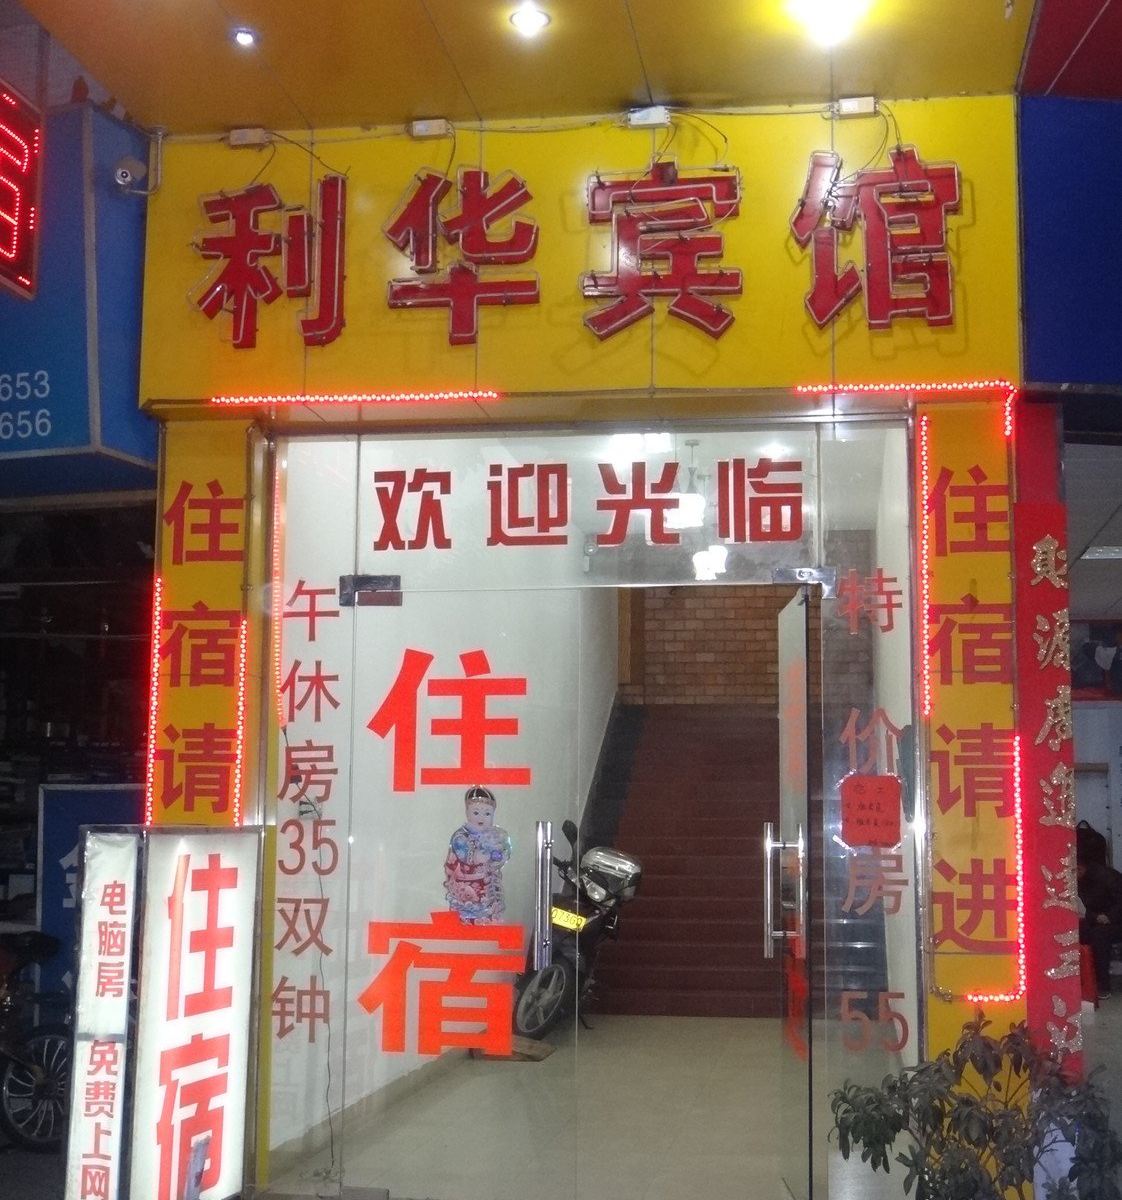 利华宾馆
653
656
欢迎光临
住宿请
住宿请进
午休房35双钟
住宿
特价房55
电脑房 免费上网
住宿